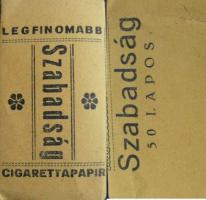 LEGFINOMABB
Szabadság
CIGARETTAPAPIR
Szabadság
50 LAPOS.